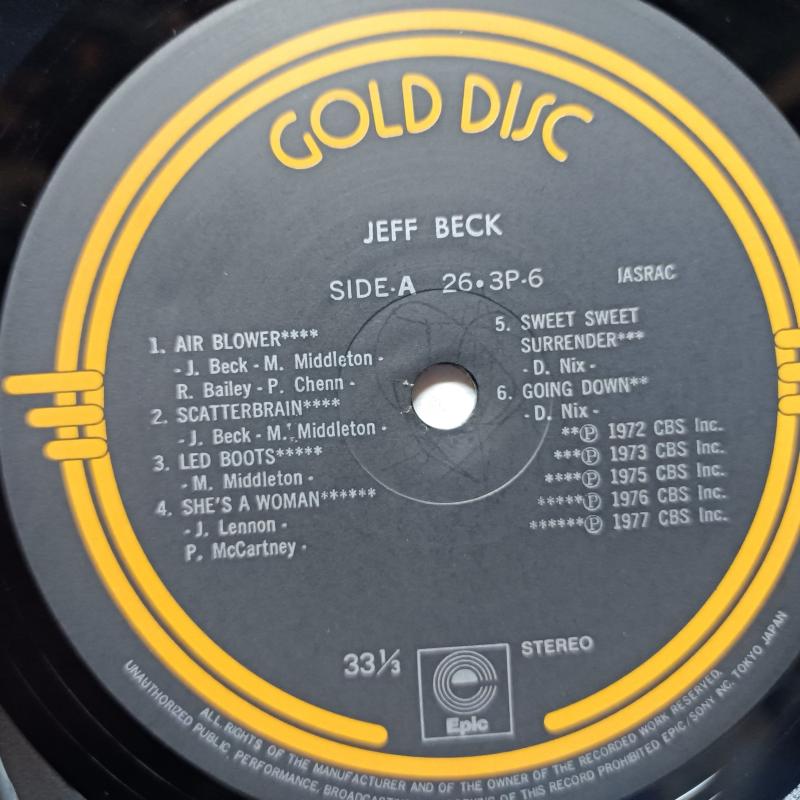 GOLD DISC
JEFF BECK
SIDE·A 26·3P-6 JASRAC
1. AIR BLOWER****
- J. Beck - M. Middleton -
R. Bailey - P. Chenn -
2. SCATTERBRAIN****
- J. Beck - M. Middleton -
3. LED BOOTS*****
- M. Middleton -
4. SHE'S A WOMAN******
- J. Lennon -
P. McCartney -
5. SWEET SWEET
SURRENDER***
- D. Nix -
6. GOING DOWN**
- D. Nix -
**Ⓟ 1972 CBS Inc.
***Ⓟ 1973 CBS Inc.
****Ⓟ 1975 CBS Inc.
*****Ⓟ 1976 CBS Inc.
******Ⓟ 1977 CBS Inc.
33⅓
STEREO
Epic
ALL RIGHTS OF THE MANUFACTURER AND OF THE OWNER OF THE RECORDED WORK RESERVED.
UNAUTHORIZED PUBLIC, PERFORMANCE, BROADCASTING OF THIS RECORD PROHIBITED EPIC/SONY INC. TOKYO JAPAN